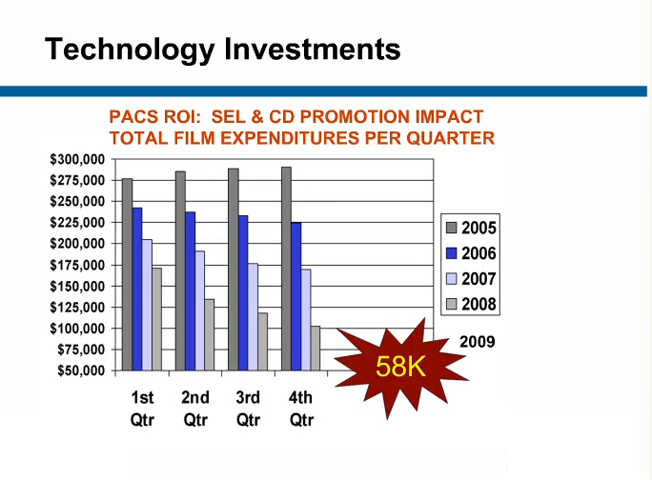 Technology Investments
PACS ROI:  SEL & CD PROMOTION IMPACT
TOTAL FILM EXPENDITURES PER QUARTER
$300,000
$275,000
$250,000
$225,000
$200,000
$175,000
$150,000
$125,000
$100,000
$75,000
$50,000
1st Qtr
2nd Qtr
3rd Qtr
4th Qtr
2005
2006
2007
2008
2009
58K